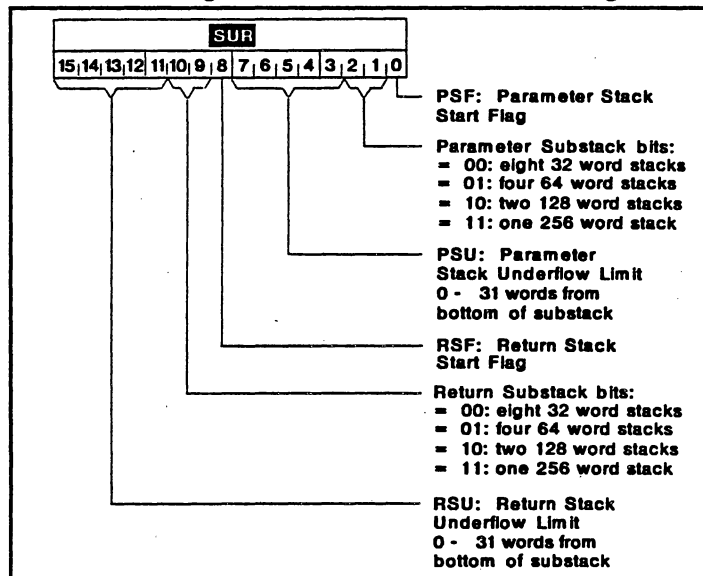 SUR
15 14 13 12 11 10 9 8 7 6 5 4 3 2 1 0
PSF: Parameter Stack
Start Flag
Parameter Substack bits:
= 00: eight 32 word stacks
= 01: four 64 word stacks
= 10: two 128 word stacks
= 11: one 256 word stack
PSU: Parameter
Stack Underflow Limit
0 - 31 words from
bottom of substack
RSF: Return Stack
Start Flag
Return Substack bits:
= 00: eight 32 word stacks
= 01: four 64 word stacks
= 10: two 128 word stacks
= 11: one 256 word stack
RSU: Return Stack
Underflow Limit
0 - 31 words from
bottom of substack